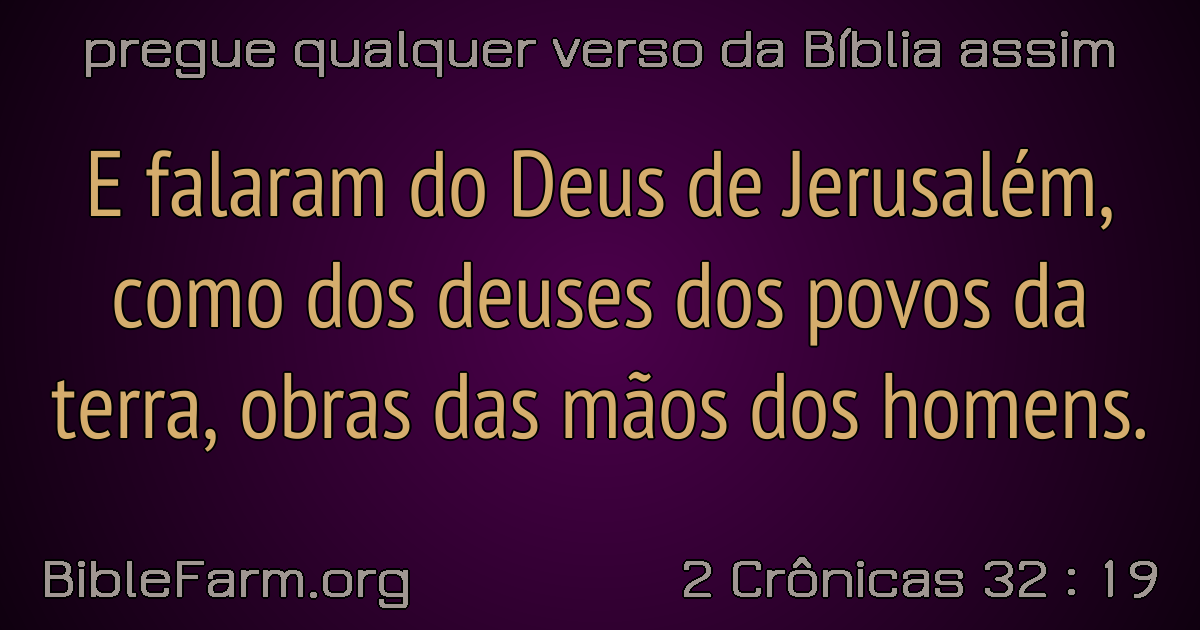 pregue qualquer verso da Bíblia assim
E falaram do Deus de Jerusalém,
como dos deuses dos povos da
terra, obras das mãos dos homens.
BibleFarm.org
2 Crônicas 32 : 19